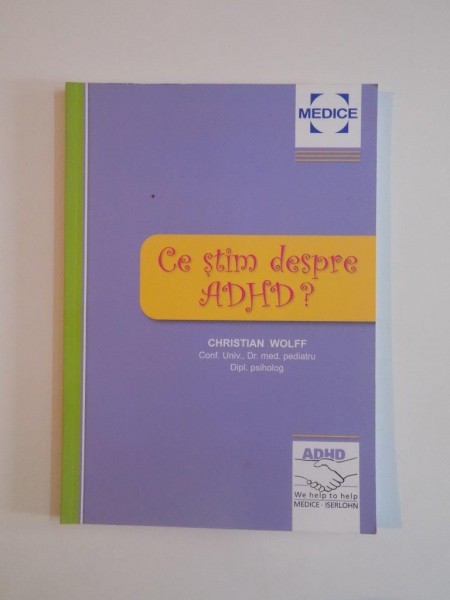 MEDICE
Ce știm despre
ADHD?
CHRISTIAN WOLFF
Conf. Univ., Dr. med. pediatru
Dipl. psiholog
ADHD
We help to help
MEDICE · ISERLOHN